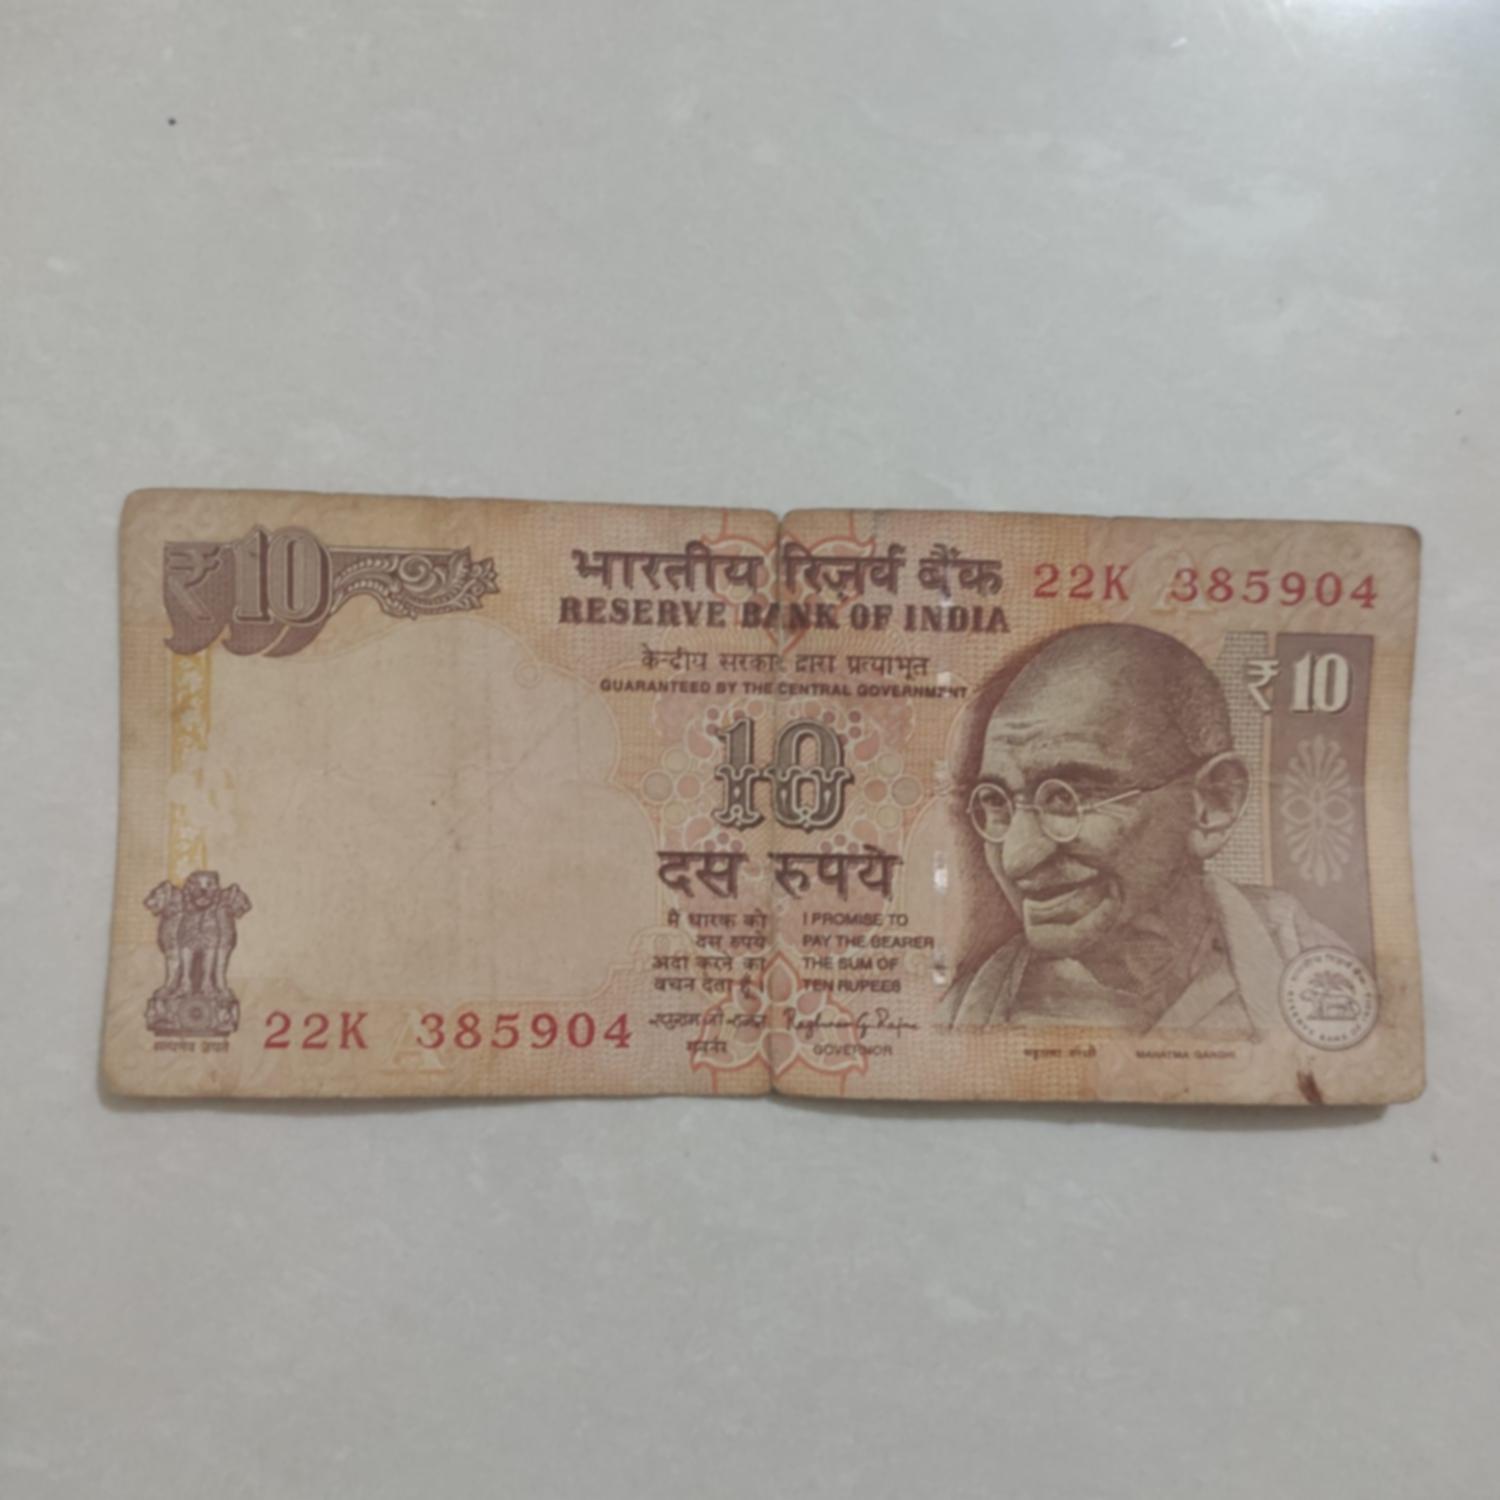 ₹10
भारतीय रिज़र्व बैंक
RESERVE BANK OF INDIA
22K 385904
केन्द्रीय सरकार द्वारा प्रत्याभूत
GUARANTEED BY THE CENTRAL GOVERNMENT
₹10
10
दस रुपये
मैं धारक को
दस रुपये
अदा करने का
वचन देता हूँ।
I PROMISE TO
PAY THE BEARER
THE SUM OF
TEN RUPEES
Raghuram G Rajan
गवर्नर
GOVERNOR
सत्यमेव जयते
22K 385904
A
महात्मा गांधी
MAHATMA GANDHI